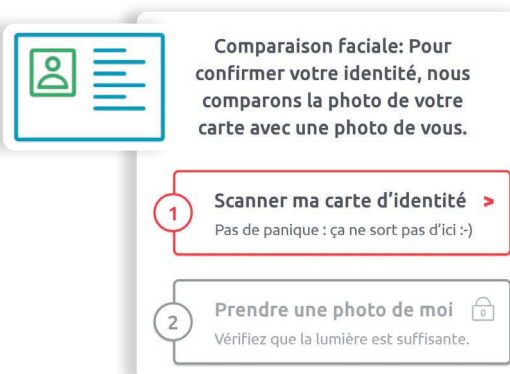 Comparaison faciale: Pour
confirmer votre identité, nous
comparons la photo de votre
carte avec une photo de vous.
1
Scanner ma carte d'identité >
Pas de panique : ça ne sort pas d'ici :-)
2
Prendre une photo de moi
Vérifiez que la lumière est suffisante.